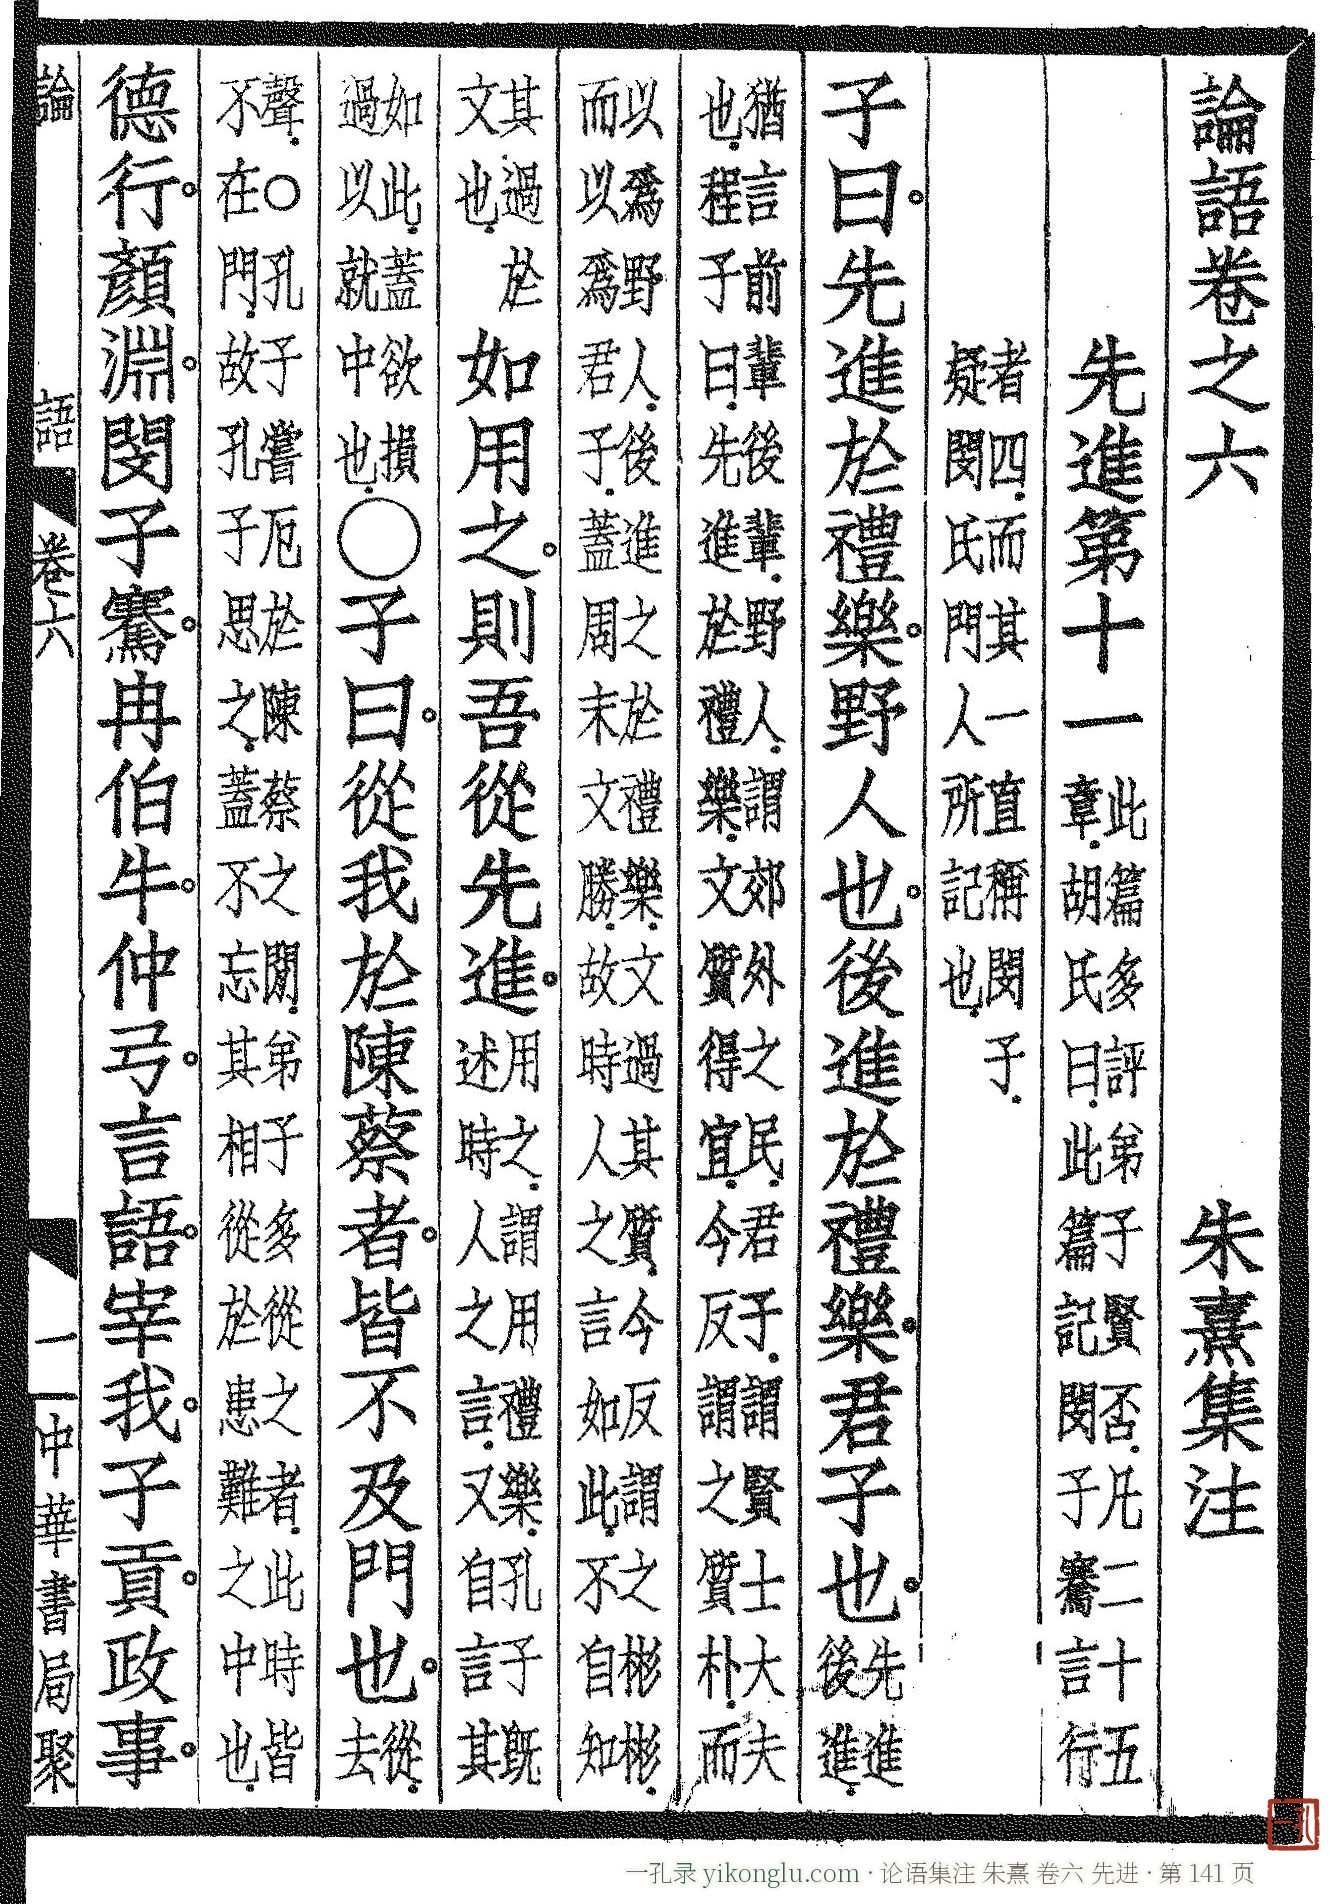 論語卷之六 朱熹集注
先進第十一 此篇多評弟子賢否。凡二十五
章。胡氏曰。此篇記閔子騫言行
者四。而其一直稱閔子。
疑閔氏門人所記也。
子曰。先進於禮樂。野人也。後進於禮樂。君子也。先進
後進。
猶言前輩後輩。野人。謂郊外之民。君子。謂賢士大夫
也。程子曰。先進於禮樂。文質得宜。今反謂之質朴。而
以爲野人。後進之於禮樂。文過其質。今反謂之彬彬。
而以爲君子。蓋周末文勝。故時人之言如此。不自知
其過於
文也。
如用之。則吾從先進。用之。謂用禮樂。孔子既
述時人之言。又自言其
如此。蓋欲損
過以就中也。
〇子曰。從我於陳蔡者。皆不及門也。從。
去
聲。〇孔子嘗厄於陳蔡之閒。弟子多從之者。此時皆
不在門。故孔子思之。蓋不忘其相從於患難之中也。
德行。顏淵。閔子騫。冉伯牛。仲弓。言語。宰我。子貢。政事。
論 語 卷六 一 中華書局聚
一孔
一孔录 yikonglu.com · 论语集注 朱熹 卷六 先进 · 第 141 页